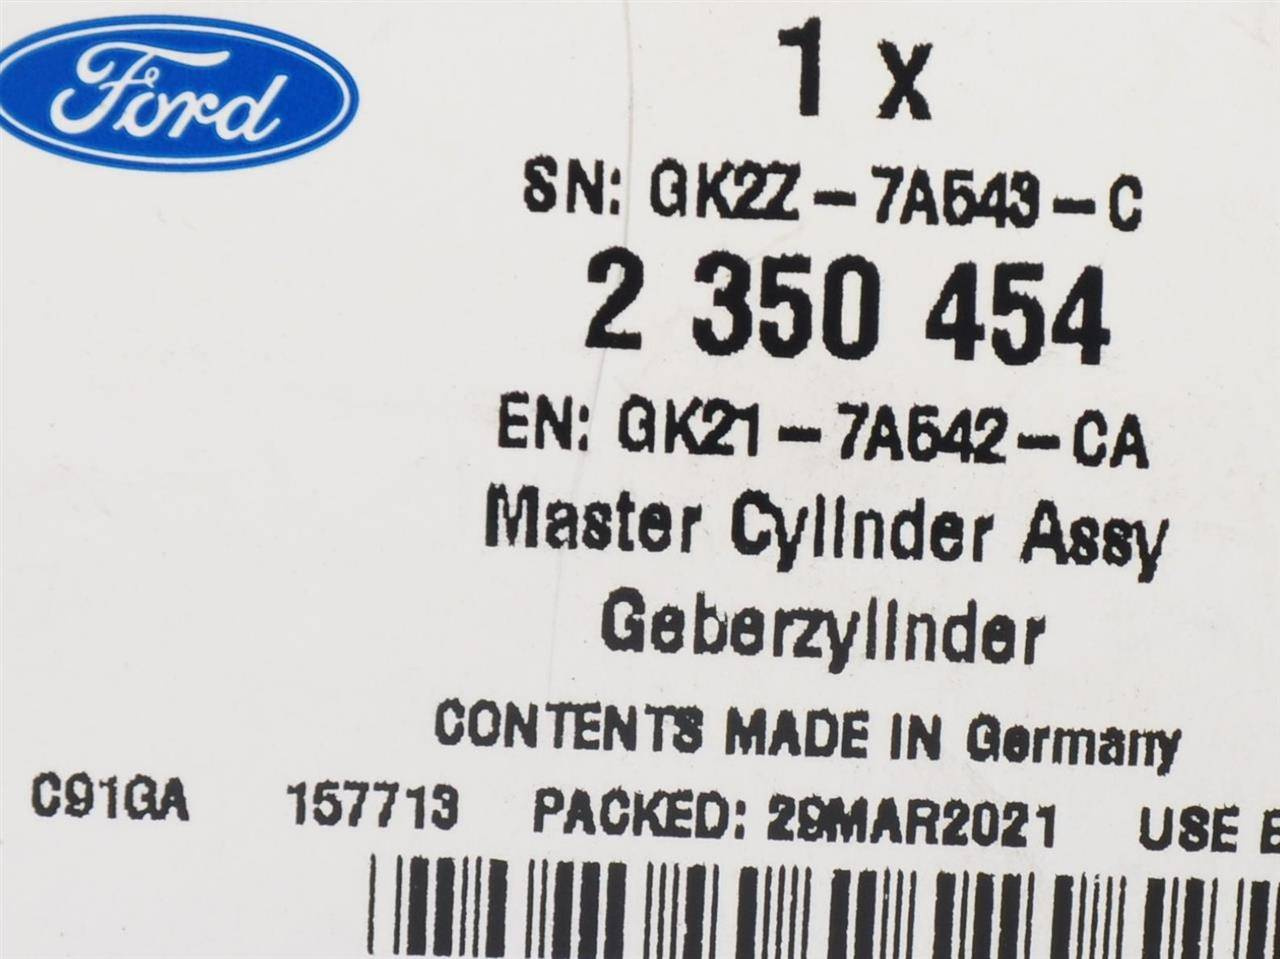 Ford
1 x
SN: GK2Z-7A543-C
2 350 454
EN: GK21-7A542-CA
Master Cylinder Assy
Geberzylinder
CONTENTS MADE IN Germany
C91GA 157713 PACKED: 29MAR2021 USE